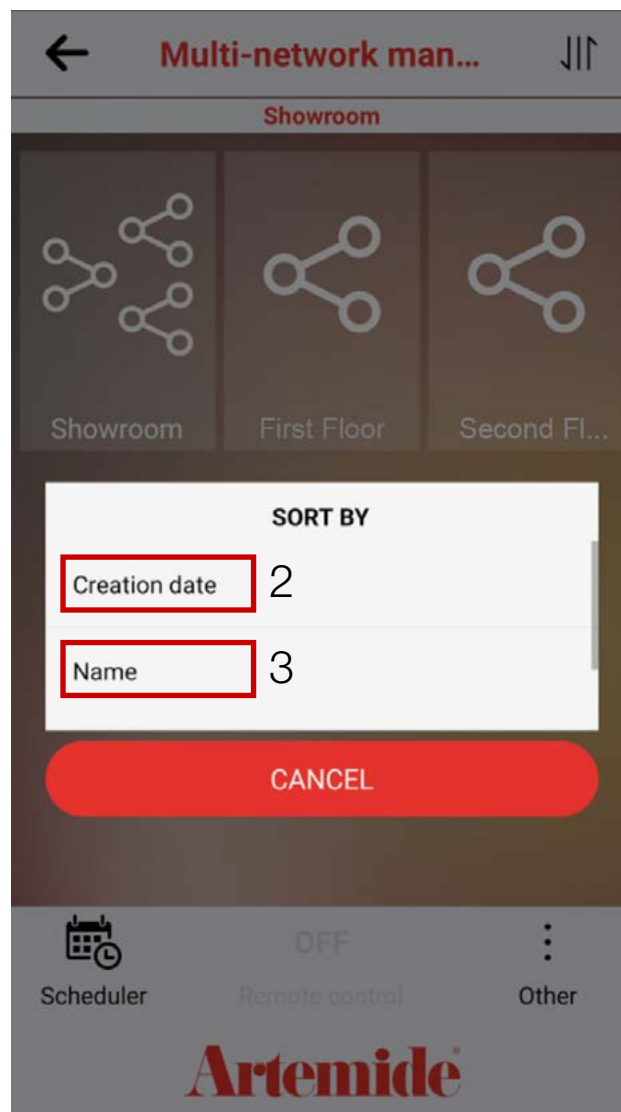 Multi-network man...
Showroom
Showroom
First Floor
Second Fl...
SORT BY
Creation date
2
Name
3
CANCEL
OFF
Scheduler
Remote control
Other
Artemide